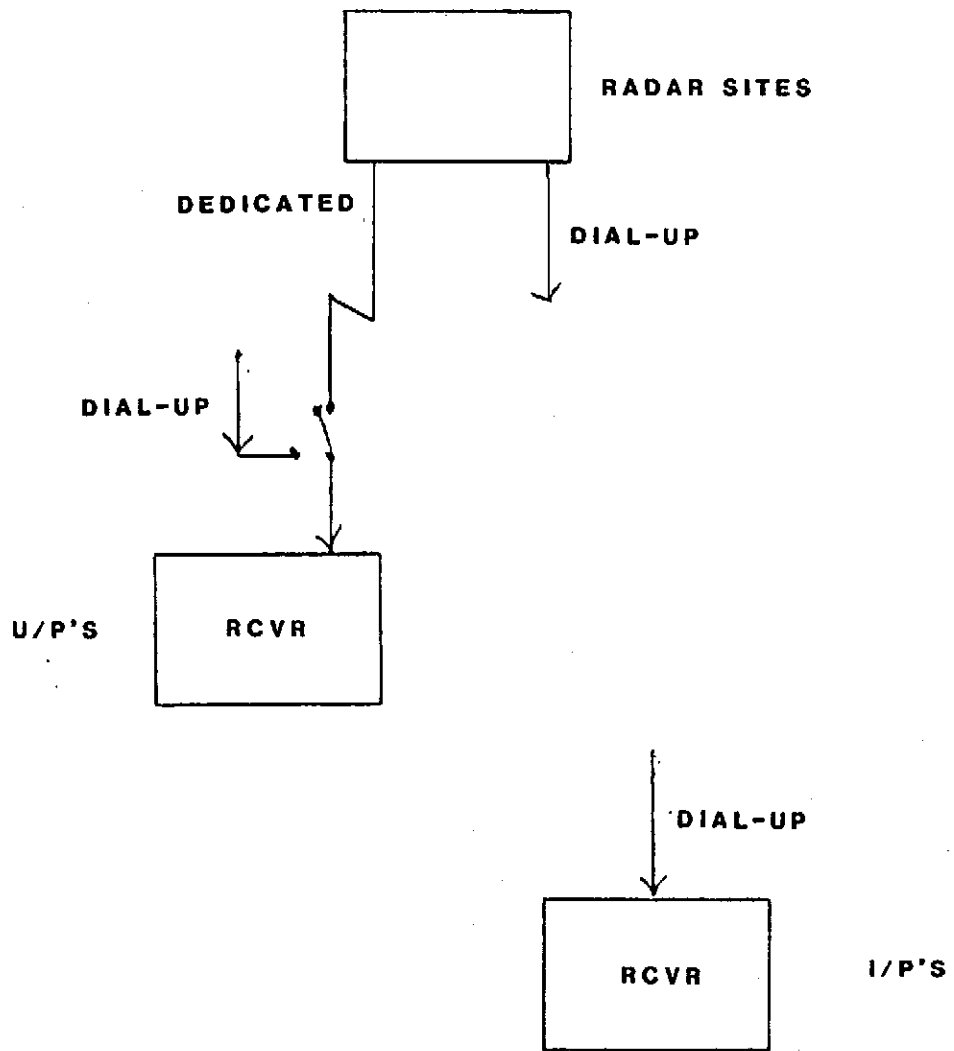 RADAR SITES
DEDICATED
DIAL-UP
DIAL-UP
U/P'S
RCVR
DIAL-UP
RCVR
I/P'S